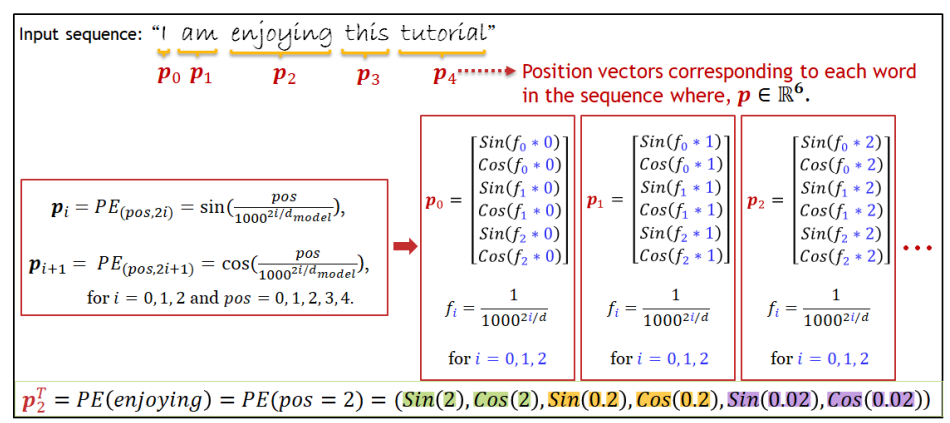 Input sequence: “I am enjoying this tutorial”
p₀ p₁ p₂ p₃ p₄
Position vectors corresponding to each word
in the sequence where, p ∈ ℝ⁶.
pᵢ = PE₍pos,2i₎ = sin(pos/1000^(2i/d_model)),
pᵢ₊₁ = PE₍pos,2i+1₎ = cos(pos/1000^(2i/d_model)),
for i = 0, 1, 2 and pos = 0, 1, 2, 3, 4.
p₀ =
Sin(f₀ * 0)
Cos(f₀ * 0)
Sin(f₁ * 0)
Cos(f₁ * 0)
Sin(f₂ * 0)
Cos(f₂ * 0)
fᵢ = 1/1000^(2i/d)
for i = 0, 1, 2
p₁ =
Sin(f₀ * 1)
Cos(f₀ * 1)
Sin(f₁ * 1)
Cos(f₁ * 1)
Sin(f₂ * 1)
Cos(f₂ * 1)
fᵢ = 1/1000^(2i/d)
for i = 0, 1, 2
p₂ =
Sin(f₀ * 2)
Cos(f₀ * 2)
Sin(f₁ * 2)
Cos(f₁ * 2)
Sin(f₂ * 2)
Cos(f₂ * 2)
fᵢ = 1/1000^(2i/d)
for i = 0, 1, 2
...
p₂ᵀ = PE(enjoying) = PE(pos = 2) = (Sin(2), Cos(2), Sin(0.2), Cos(0.2), Sin(0.02), Cos(0.02))